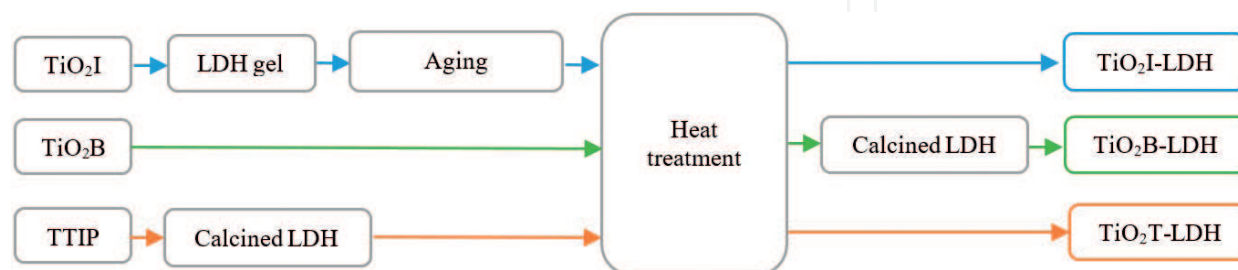 TiO₂I
LDH gel
Aging
TiO₂I-LDH
TiO₂B
Heat
treatment
Calcined LDH
TiO₂B-LDH
TTIP
Calcined LDH
TiO₂T-LDH